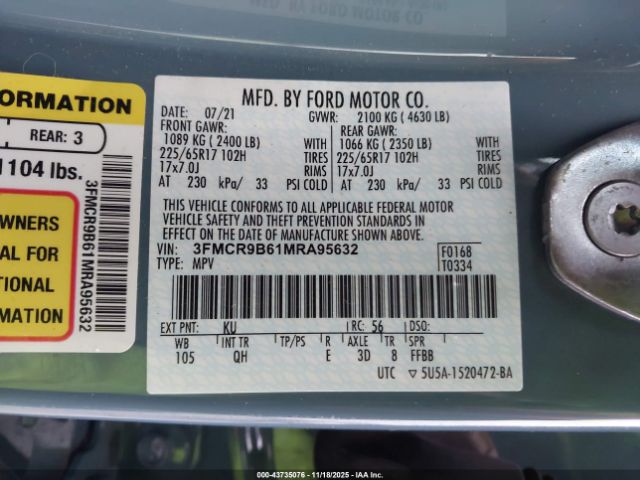 ORMATION
REAR: 3
1104 lbs.
WNERS
AL FOR
TIONAL
RMATION
3FMCR9B61MRA95632
MFD. BY FORD MOTOR CO.
DATE: 07/21 GVWR: 2100 KG ( 4630 LB)
FRONT GAWR: REAR GAWR:
1089 KG ( 2400 LB) WITH 1066 KG ( 2350 LB) WITH
225/65R17 102H TIRES 225/65R17 102H TIRES
17x7.0J RIMS 17x7.0J RIMS
AT 230 kPa/ 33 PSI COLD AT 230 kPa/ 33 PSI COLD
THIS VEHICLE CONFORMS TO ALL APPLICABLE FEDERAL MOTOR
VEHICLE SAFETY AND THEFT PREVENTION STANDARDS IN
EFFECT ON THE DATE OF MANUFACTURE SHOWN ABOVE.
VIN: 3FMCR9B61MRA95632 F0168
TYPE: MPV T0334
EXT PNT: KU RC: 56 DSO:
WB INT TR TP/PS R AXLE TR SPR
105 QH E 3D 8 FFBB
UTC ▽ 5U5A-1520472-BA
000-43735076 — 11/18/2025 — IAAI.COM